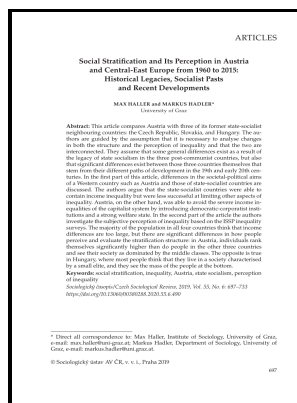 ARTICLES
Social Stratification and Its Perception in Austria
and Central-East Europe from 1960 to 2015:
Historical Legacies, Socialist Pasts
and Recent Developments
MAX HALLER and MARKUS HADLER*
University of Graz
Abstract: This article compares Austria with three of its former state-socialist
neighbouring countries: the Czech Republic, Slovakia, and Hungary. The au-
thors are guided by the assumption that it is necessary to analyse changes
in both the structure and the perception of inequality and that the two are
interconnected. They assume that some general differences exist as a result of
the legacy of state socialism in the three post-communist countries, but also
that significant differences exist between those three countries themselves that
stem from their different paths of development in the 19th and early 20th cen-
turies. In the first part of this article, differences in the societal-political aims
of a Western country such as Austria and those of state-socialist countries are
discussed. The authors argue that the state-socialist countries were able to
contain income inequality but were less successful at limiting other aspects of
inequality. Austria, on the other hand, was able to avoid the severe income in-
equalities of the capitalist system by introducing democratic-corporatist insti-
tutions and a strong welfare state. In the second part of the article the authors
investigate the subjective perception of inequality based on the ISSP inequality
surveys. The majority of the population in all four countries think that income
differences are too large, but there are significant differences in how people
perceive and evaluate the stratification structure: in Austria, individuals rank
themselves significantly higher than do people in the other three countries
and see their society as dominated by the middle classes. The opposite is true
in Hungary, where most people think that they live in a society characterised
by a small elite, and they see the mass of the people at the bottom.
Keywords: social stratification, inequality, Austria, state socialism, perception
of inequality
Sociologický časopis/Czech Sociological Review, 2019, Vol. 55, No. 6: 697–733
https://doi.org/10.13060/00380288.2020.55.6.490
* Direct all correspondence to: Max Haller, Institute of Sociology, University of Graz,
e-mail: max.haller@uni-graz.at; Markus Hadler, Department of Sociology, University of
Graz, e-mail: markus.hadler@uni-graz.at.
© Sociologický ústav AV ČR, v. v. i., Praha 2019
697